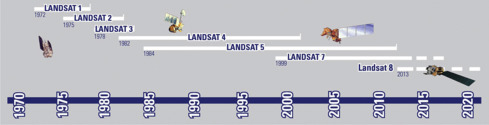 LANDSAT 1
1972
LANDSAT 2
1975
LANDSAT 3
1978
LANDSAT 4
1982
LANDSAT 5
1984
LANDSAT 7
1999
Landsat 8
2013
1970 1975 1980 1985 1990 1995 2000 2005 2010 2015 2020